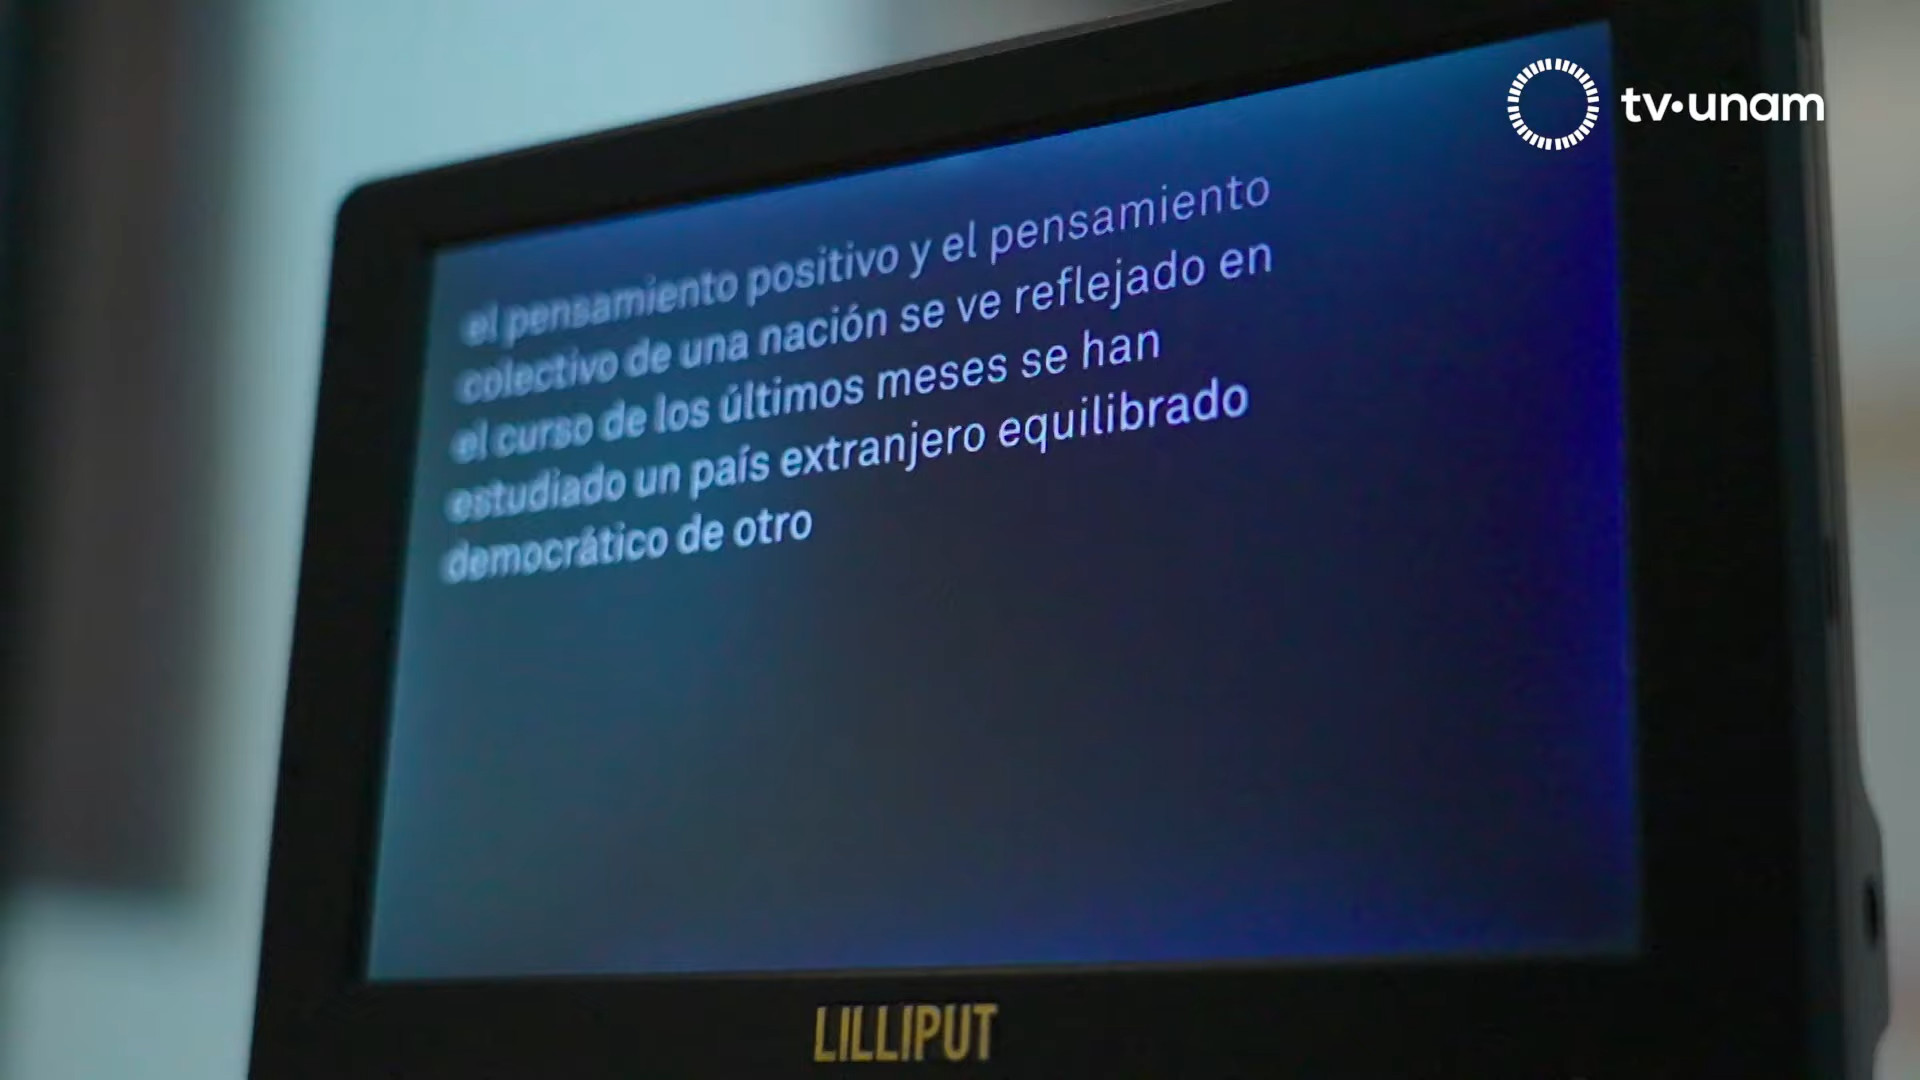 tv·unam
el pensamiento positivo y el pensamiento
colectivo de una nación se ve reflejado en
el curso de los últimos meses se han
estudiado un país extranjero equilibrado
democrático de otro
LILLIPUT